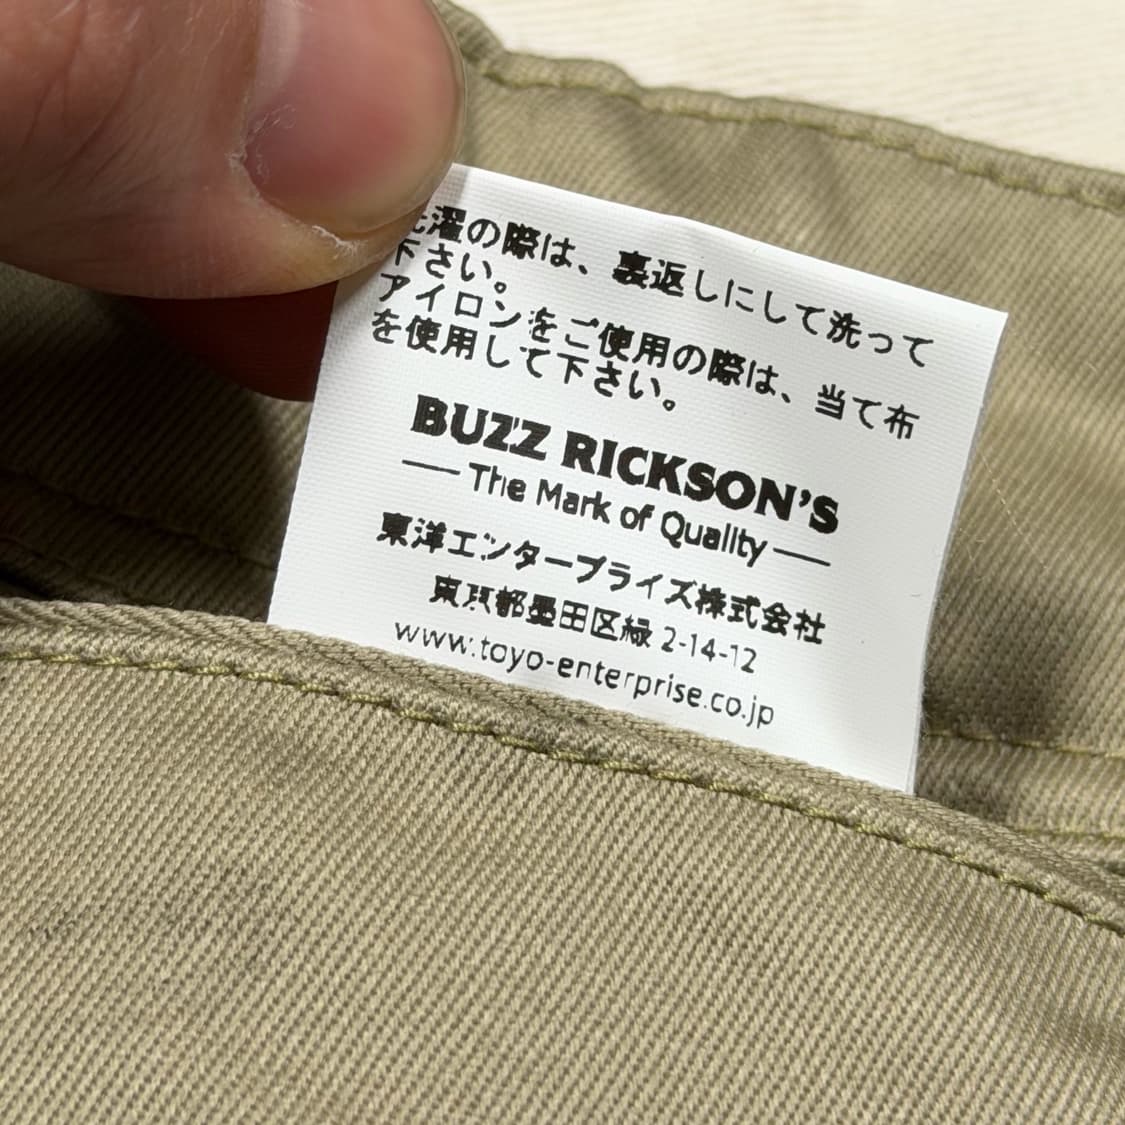 洗濯の際は、裏返しにして洗って
下さい。
アイロンをご使用の際は、当て布
を使用して下さい。
BUZZ RICKSON'S
The Mark of Quality
東洋エンタープライズ株式会社
東京都墨田区緑 2-14-12
www.toyo-enterprise.co.jp